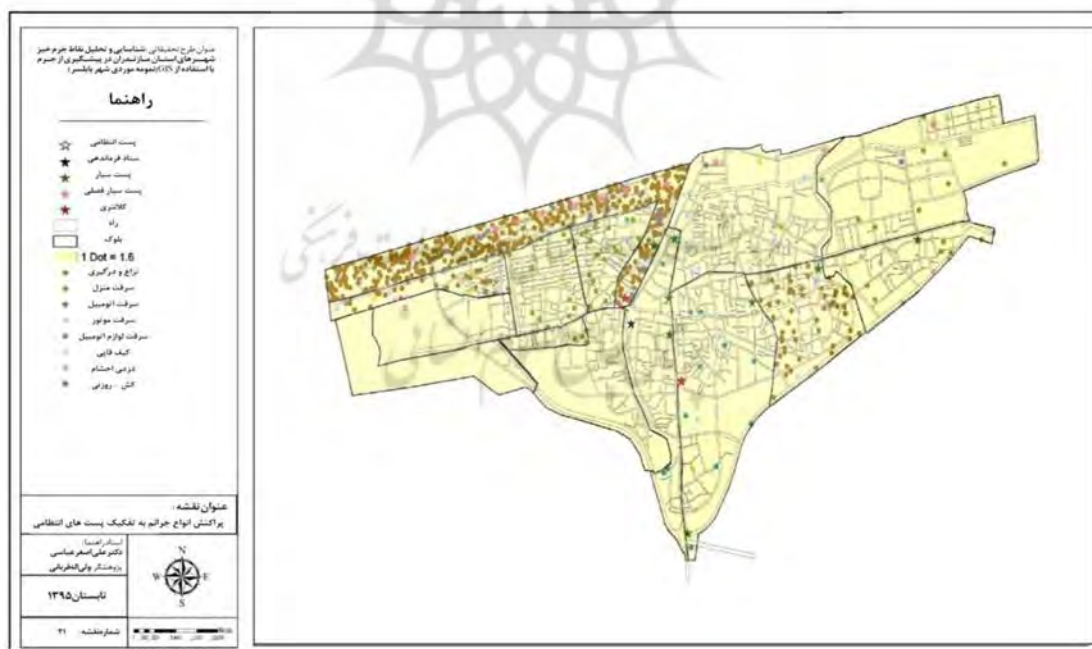 عنوان طرح تحقیقاتی :شناسایی و تحلیل نقاط جرم خیز
شهرهای استان مازندران در پیشگیری از جرم
با استفاده از GIS(نمونه موردی شهر بابلسر)
راهنما
پست انتظامی
ستاد فرماندهی
پست سیار
پست سیار فصلی
کلانتری
راه
بلوک
1 Dot = 1.6
نزاع و درگیری
سرقت منزل
سرقت اتومبیل
سرقت موتور
سرقت لوازم اتومبیل
کیف قاپی
دزدی احشام
کش - روزنی
عنوان نقشه :
پراکنش انواع جرائم به تفکیک پست های انتظامی
استاد راهنما:
دکتر علی اصغر عباسی
پژوهشگر ولی اله قربانی
تابستان ۱۳۹۵
شماره نقشه: ۲۱
N
W E
S